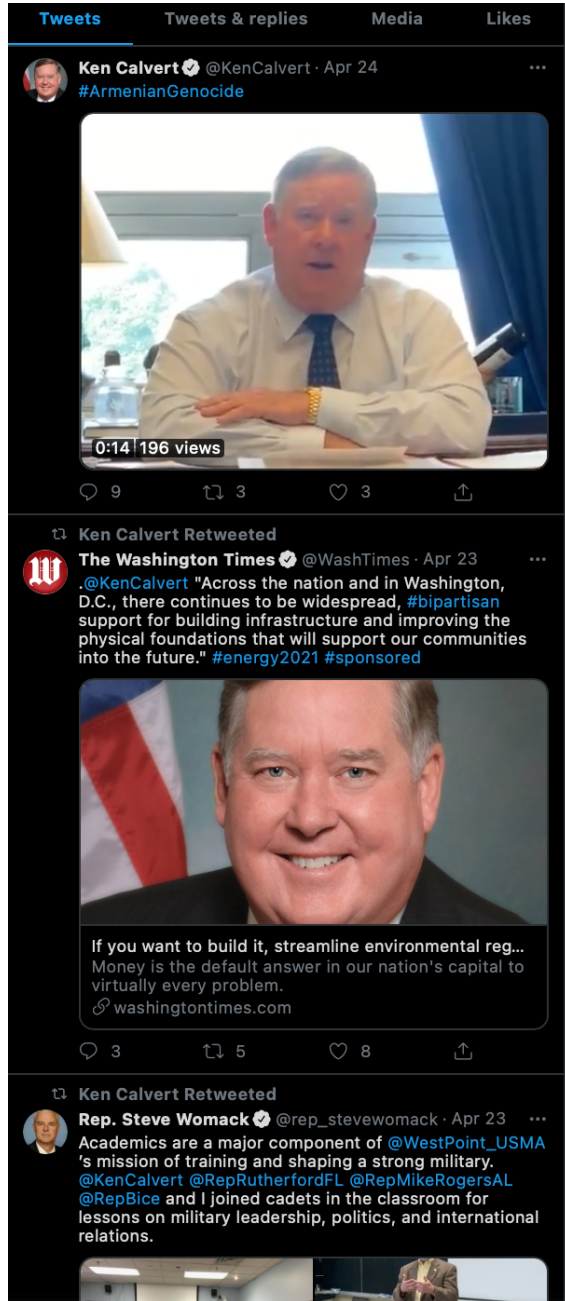 Tweets Tweets & replies Media Likes
Ken Calvert @KenCalvert · Apr 24
#ArmenianGenocide
0:14 196 views
9 3 3
Ken Calvert Retweeted
The Washington Times @WashTimes · Apr 23
.@KenCalvert "Across the nation and in Washington,
D.C., there continues to be widespread, #bipartisan
support for building infrastructure and improving the
physical foundations that will support our communities
into the future." #energy2021 #sponsored
If you want to build it, streamline environmental reg...
Money is the default answer in our nation's capital to
virtually every problem.
washingtontimes.com
3 5 8
Ken Calvert Retweeted
Rep. Steve Womack @rep_stevewomack · Apr 23
Academics are a major component of @WestPoint_USMA
's mission of training and shaping a strong military.
@KenCalvert @RepRutherfordFL @RepMikeRogersAL
@RepBice and I joined cadets in the classroom for
lessons on military leadership, politics, and international
relations.